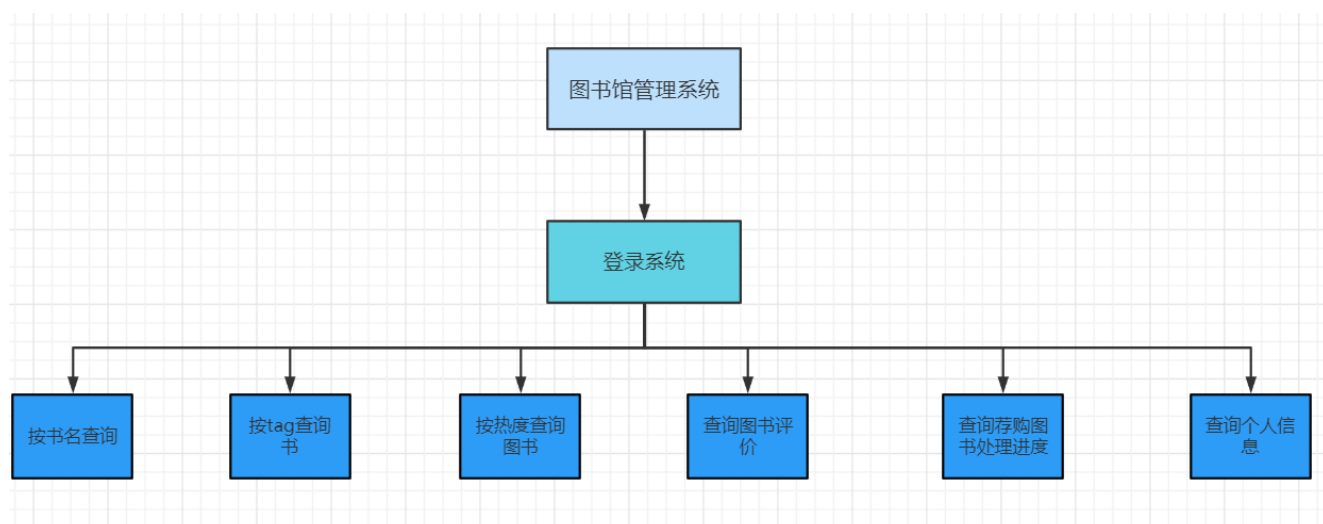 图书馆管理系统
登录系统
按书名查询
按tag查询
书
按热度查询
图书
查询图书评
价
查询荐购图
书处理进度
查询个人信
息